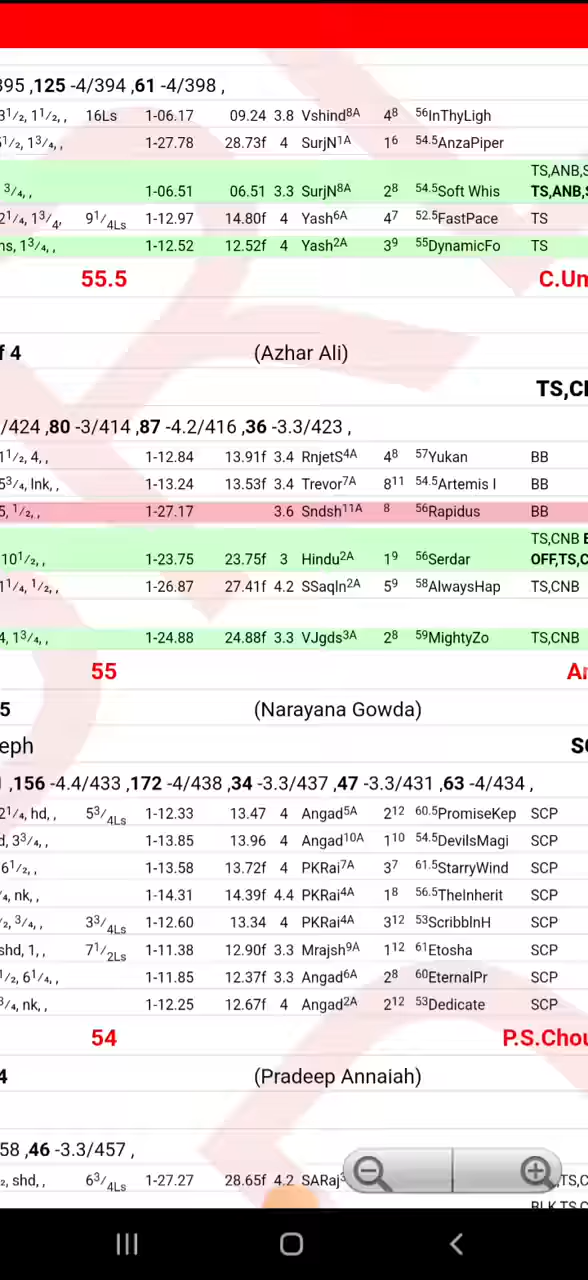 395 ,125 -4/394 ,61 -4/398 ,
3¹/₂, 1¹/₂, , 16Ls 1-06.17 09.24 3.8 Vshind⁸ᴬ 4⁸ ⁵⁶InThyLigh
¹/₂, 1³/₄, , 1-27.78 28.73f 4 SurjN¹ᴬ 1⁶ ⁵⁴·⁵AnzaPiper
TS,ANB,S
³/₄, , 1-06.51 06.51 3.3 SurjN⁸ᴬ 2⁸ ⁵⁴·⁵Soft Whis TS,ANB,S
2¹/₄, 1³/₄, 9¹/₄Ls 1-12.97 14.80f 4 Yash⁶ᴬ 4⁷ ⁵²·⁵FastPace TS
ns, 1³/₄, , 1-12.52 12.52f 4 Yash²ᴬ 3⁹ ⁵⁵DynamicFo TS
55.5 C.Um
f 4 (Azhar Ali)
TS,C
/424 ,80 -3/414 ,87 -4.2/416 ,36 -3.3/423 ,
1¹/₂, 4, , 1-12.84 13.91f 3.4 RnjetS⁴ᴬ 4⁸ ⁵⁷Yukan BB
5³/₄, lnk, , 1-13.24 13.53f 3.4 Trevor⁷ᴬ 8¹¹ ⁵⁴·⁵Artemis I BB
5, ¹/₂, , 1-27.17 3.6 Sndsh¹¹ᴬ ⁸ ⁵⁶Rapidus BB
TS,CNB
10¹/₂, , 1-23.75 23.75f 3 Hindu²ᴬ 1⁹ ⁵⁶Serdar OFF,TS,C
1¹/₄, ¹/₂, , 1-26.87 27.41f 4.2 SSaqln²ᴬ 5⁹ ⁵⁸AlwaysHap TS,CNB
4, 1³/₄, , 1-24.88 24.88f 3.3 VJgds³ᴬ 2⁸ ⁵⁹MightyZo TS,CNB
55 Ar
5 (Narayana Gowda)
eph S
,156 -4.4/433 ,172 -4/438 ,34 -3.3/437 ,47 -3.3/431 ,63 -4/434 ,
2¹/₄, hd, , 5³/₄Ls 1-12.33 13.47 4 Angad⁵ᴬ 2¹² ⁶⁰·⁵PromiseKep SCP
d, 3³/₄, , 1-13.85 13.96 4 Angad¹⁰ᴬ 1¹⁰ ⁵⁴·⁵DevilsMagi SCP
6¹/₂, , 1-13.58 13.72f 4 PKRai⁷ᴬ 3⁷ ⁶¹·⁵StarryWind SCP
/₄, nk, , 1-14.31 14.39f 4.4 PKRai⁴ᴬ 1⁸ ⁵⁶·⁵TheInherit SCP
/₂, ³/₄, , 3³/₄Ls 1-12.60 13.34 4 PKRai⁴ᴬ 3¹² ⁵³ScribblnH SCP
shd, 1, , 7¹/₂Ls 1-11.38 12.90f 3.3 Mrajsh⁹ᴬ 1¹² ⁶¹Etosha SCP
¹/₂, 6¹/₄, , 1-11.85 12.37f 3.3 Angad⁶ᴬ 2⁸ ⁶⁰EternalPr SCP
³/₄, nk, , 1-12.25 12.67f 4 Angad²ᴬ 2¹² ⁵³Dedicate SCP
54 P.S.Chou
4 (Pradeep Annaiah)
58 ,46 -3.3/457 ,
₂, shd, , 6³/₄Ls 1-27.27 28.65f 4.2 SARaj ,TS,C